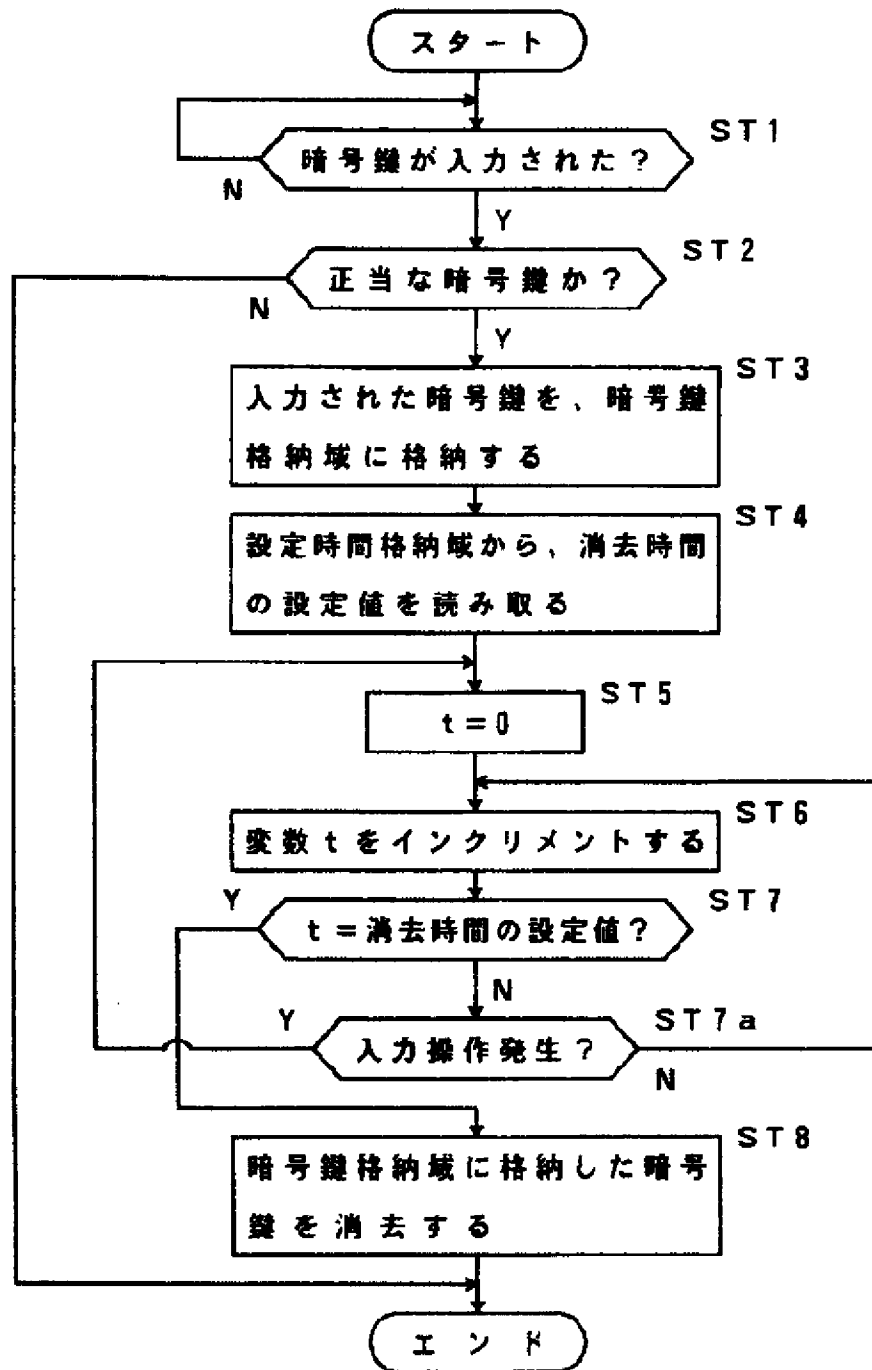 スタート
ST1
暗号鍵が入力された？
N
Y
ST2
正当な暗号鍵か？
N
Y
ST3
入力された暗号鍵を、暗号鍵
格納域に格納する
ST4
設定時間格納域から、消去時間
の設定値を読み取る
ST5
t=0
ST6
変数tをインクリメントする
Y
ST7
t=消去時間の設定値？
N
Y
ST7a
入力操作発生？
N
ST8
暗号鍵格納域に格納した暗号
鍵を消去する
エンド